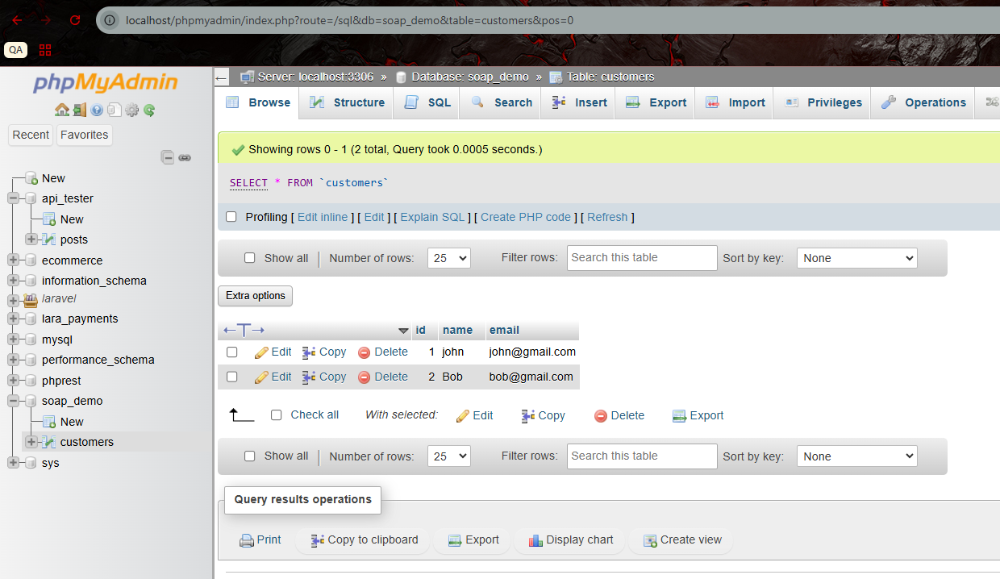 localhost/phpmyadmin/index.php?route=/sql&db=soap_demo&table=customers&pos=0
QA
phpMyAdmin
Recent Favorites
New
api_tester
New
posts
ecommerce
information_schema
laravel
lara_payments
mysql
performance_schema
phprest
soap_demo
New
customers
sys
Server: localhost:3306 » Database: soap_demo » Table: customers
Browse Structure SQL Search Insert Export Import Privileges Operations
Showing rows 0 - 1 (2 total, Query took 0.0005 seconds.)
SELECT * FROM `customers`
Profiling [ Edit inline ] [ Edit ] [ Explain SQL ] [ Create PHP code ] [ Refresh ]
Show all | Number of rows: 25 Filter rows: Search this table Sort by key: None
Extra options
←T→ id name email
Edit Copy Delete 1 john john@gmail.com
Edit Copy Delete 2 Bob bob@gmail.com
Check all With selected: Edit Copy Delete Export
Show all | Number of rows: 25 Filter rows: Search this table Sort by key: None
Query results operations
Print Copy to clipboard Export Display chart Create view